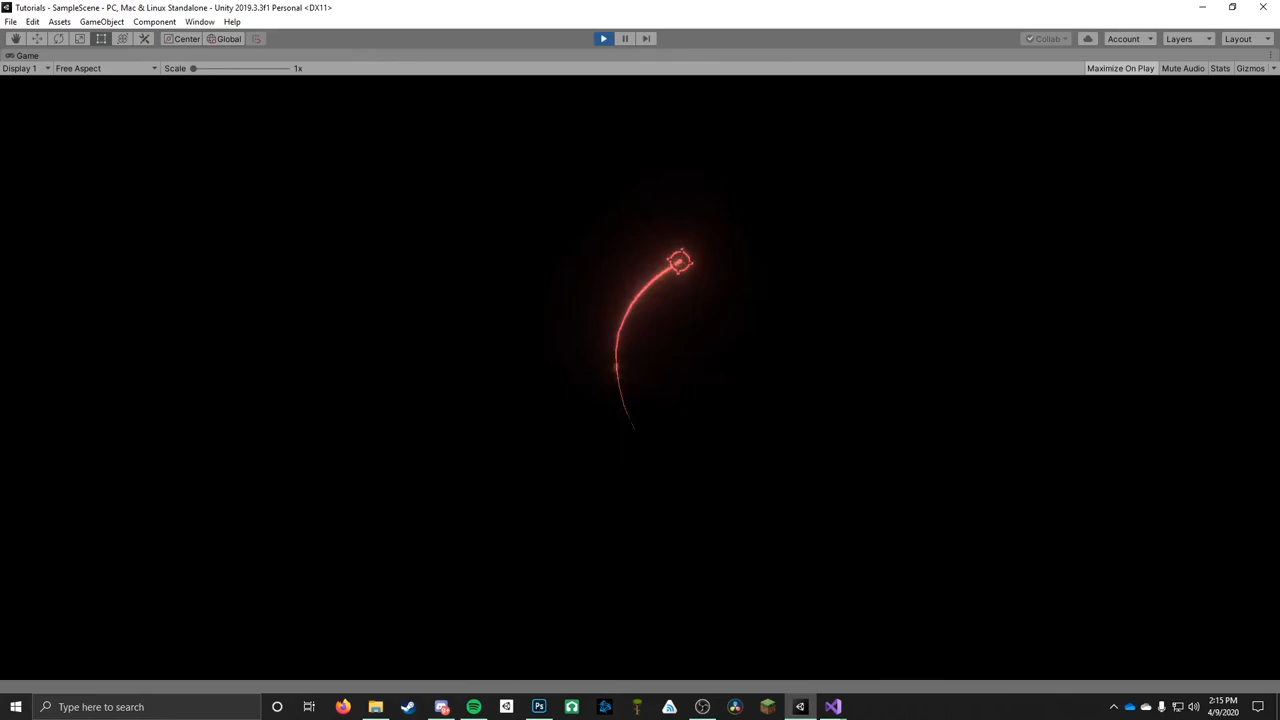 Tutorials - SampleScene - PC, Mac & Linux Standalone - Unity 2019.3.3f1 Personal <DX11>
File Edit Assets GameObject Component Window Help
Center Global Collab Account Layers Layout
Game
Display 1 Free Aspect Scale 1x Maximize On Play Mute Audio Stats Gizmos
Type here to search Ps 2:15 PM
4/9/2020